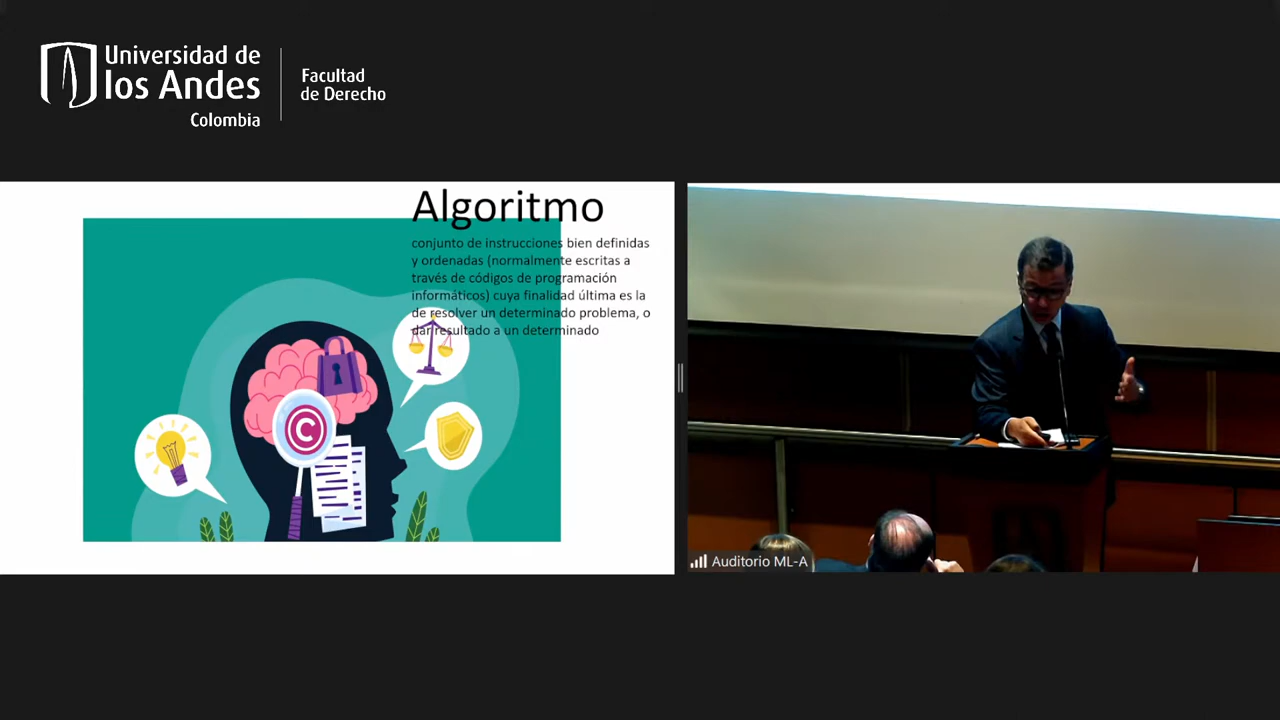 Universidad de
los Andes
Colombia
Facultad
de Derecho
Algoritmo
conjunto de instrucciones bien definidas
y ordenadas (normalmente escritas a
través de códigos de programación
informáticos) cuya finalidad última es la
de resolver un determinado problema, o
dar resultado a un determinado
C
Auditorio ML-A